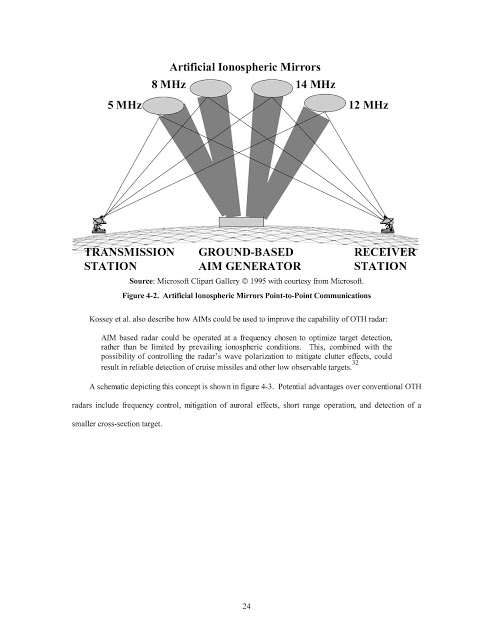 Artificial Ionospheric Mirrors
8 MHz 14 MHz
5 MHz 12 MHz
TRANSMISSION GROUND-BASED RECEIVER
STATION AIM GENERATOR STATION
Source: Microsoft Clipart Gallery © 1995 with courtesy from Microsoft.
Figure 4-2. Artificial Ionospheric Mirrors Point-to-Point Communications
Kossey et al. also describe how AIMs could be used to improve the capability of OTH radar:
AIM based radar could be operated at a frequency chosen to optimize target detection,
rather than be limited by prevailing ionospheric conditions. This, combined with the
possibility of controlling the radar's wave polarization to mitigate clutter effects, could
result in reliable detection of cruise missiles and other low observable targets.32
A schematic depicting this concept is shown in figure 4-3. Potential advantages over conventional OTH
radars include frequency control, mitigation of auroral effects, short range operation, and detection of a
smaller cross-section target.
24